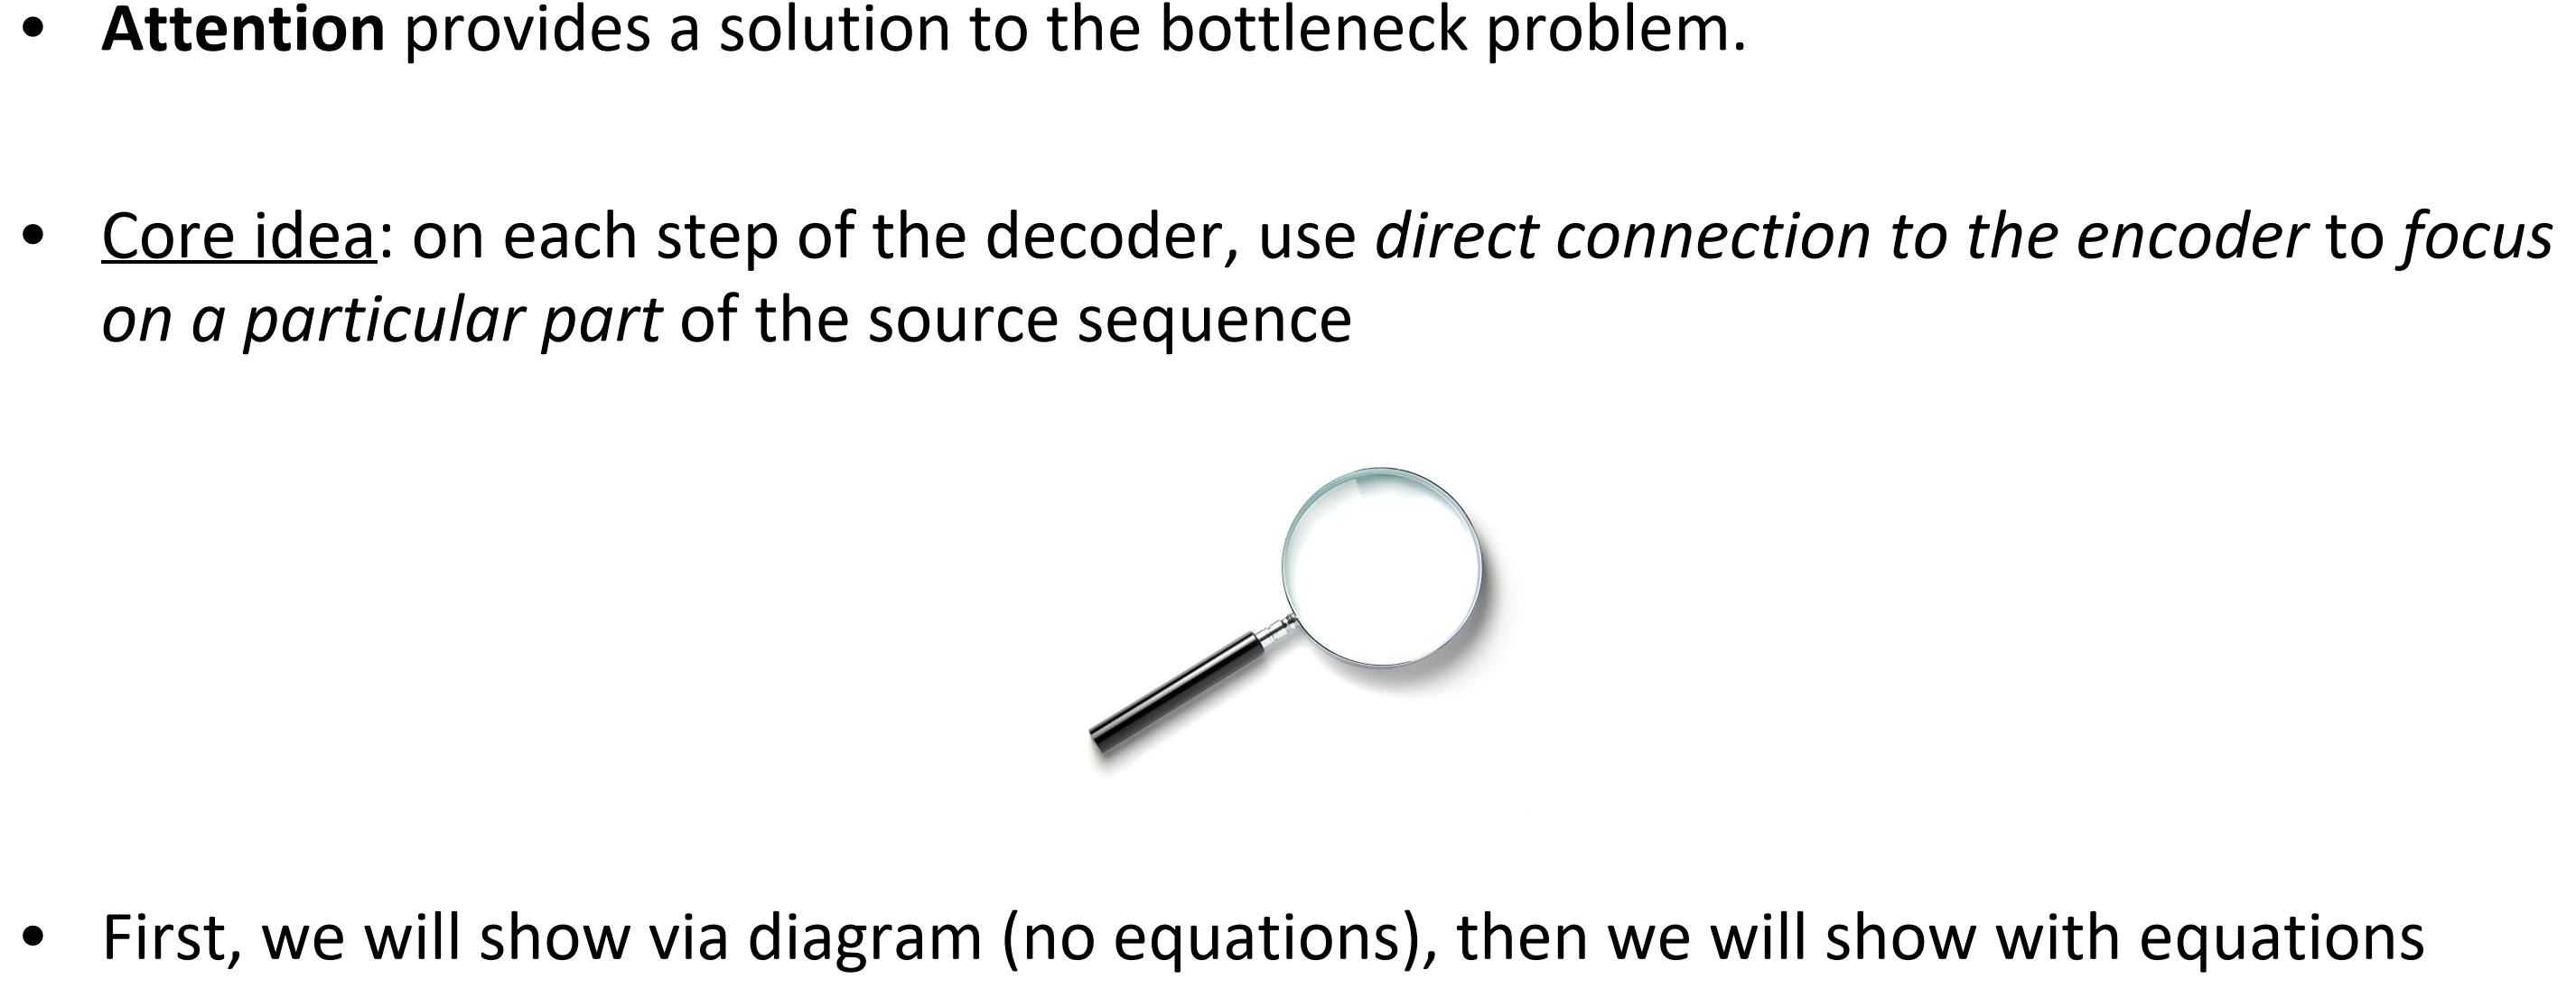 • Attention provides a solution to the bottleneck problem.
• Core idea: on each step of the decoder, use direct connection to the encoder to focus
on a particular part of the source sequence
• First, we will show via diagram (no equations), then we will show with equations